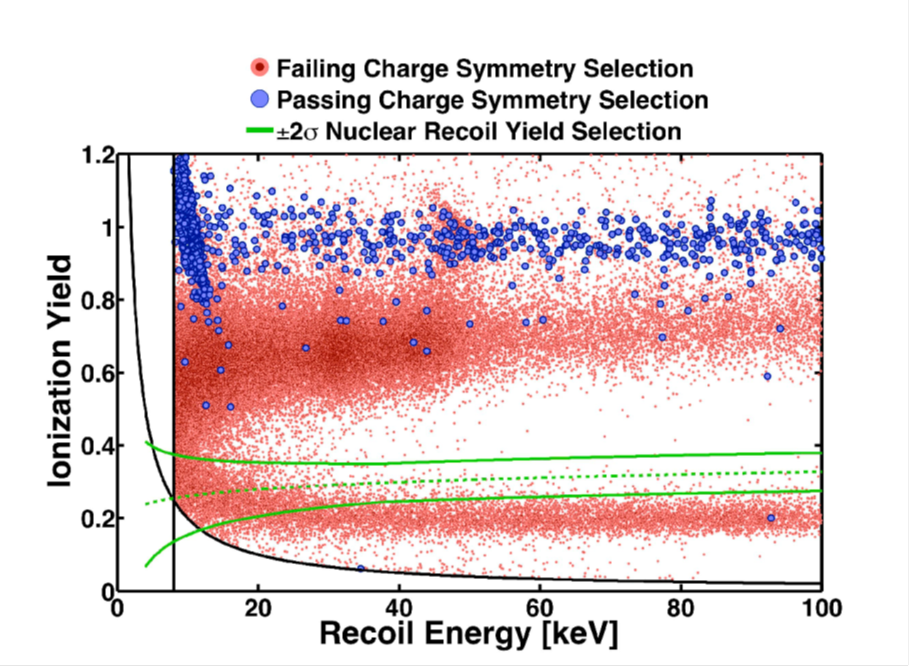 Failing Charge Symmetry Selection
Passing Charge Symmetry Selection
±2σ Nuclear Recoil Yield Selection
1.2
1
0.8
0.6
0.4
0.2
0
Ionization Yield
0 20 40 60 80 100
Recoil Energy [keV]